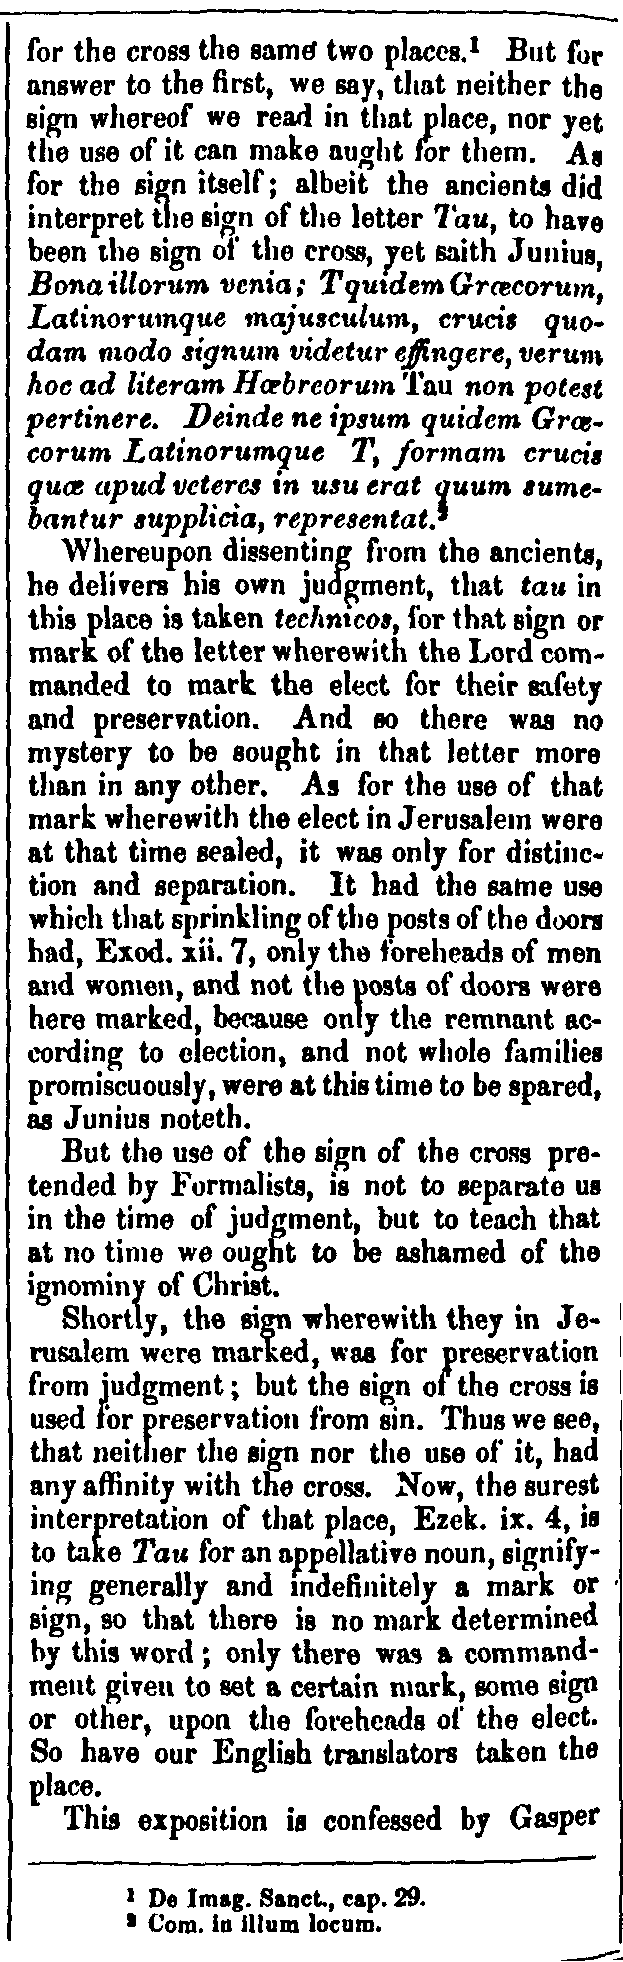 for the cross the same two places.¹ But for
answer to the first, we say, that neither the
sign whereof we read in that place, nor yet
the use of it can make aught for them. As
for the sign itself; albeit the ancients did
interpret the sign of the letter Tau, to have
been the sign of the cross, yet saith Junius,
Bona illorum venia; T quidem Græcorum,
Latinorumque majusculum, crucis quo-
dam modo signum videtur effingere, verum
hoc ad literam Hæbreorum Tau non potest
pertinere. Deinde ne ipsum quidem Græ-
corum Latinorumque T, formam crucis
quæ apud veteres in usu erat quum sume-
bantur supplicia, representat.²
Whereupon dissenting from the ancients,
he delivers his own judgment, that tau in
this place is taken technicos, for that sign or
mark of the letter wherewith the Lord com-
manded to mark the elect for their safety
and preservation. And so there was no
mystery to be sought in that letter more
than in any other. As for the use of that
mark wherewith the elect in Jerusalem were
at that time sealed, it was only for distinc-
tion and separation. It had the same use
which that sprinkling of the posts of the doors
had, Exod. xii. 7, only the foreheads of men
and women, and not the posts of doors were
here marked, because only the remnant ac-
cording to election, and not whole families
promiscuously, were at this time to be spared,
as Junius noteth.
But the use of the sign of the cross pre-
tended by Formalists, is not to separate us
in the time of judgment, but to teach that
at no time we ought to be ashamed of the
ignominy of Christ.
Shortly, the sign wherewith they in Je-
rusalem were marked, was for preservation
from judgment; but the sign of the cross is
used for preservation from sin. Thus we see,
that neither the sign nor the use of it, had
any affinity with the cross. Now, the surest
interpretation of that place, Ezek. ix. 4, is
to take Tau for an appellative noun, signify-
ing generally and indefinitely a mark or
sign, so that there is no mark determined
by this word; only there was a command-
ment given to set a certain mark, some sign
or other, upon the foreheads of the elect.
So have our English translators taken the
place.
This exposition is confessed by Gasper
¹ De Imag. Sanct., cap. 29.
² Com. in illum locum.